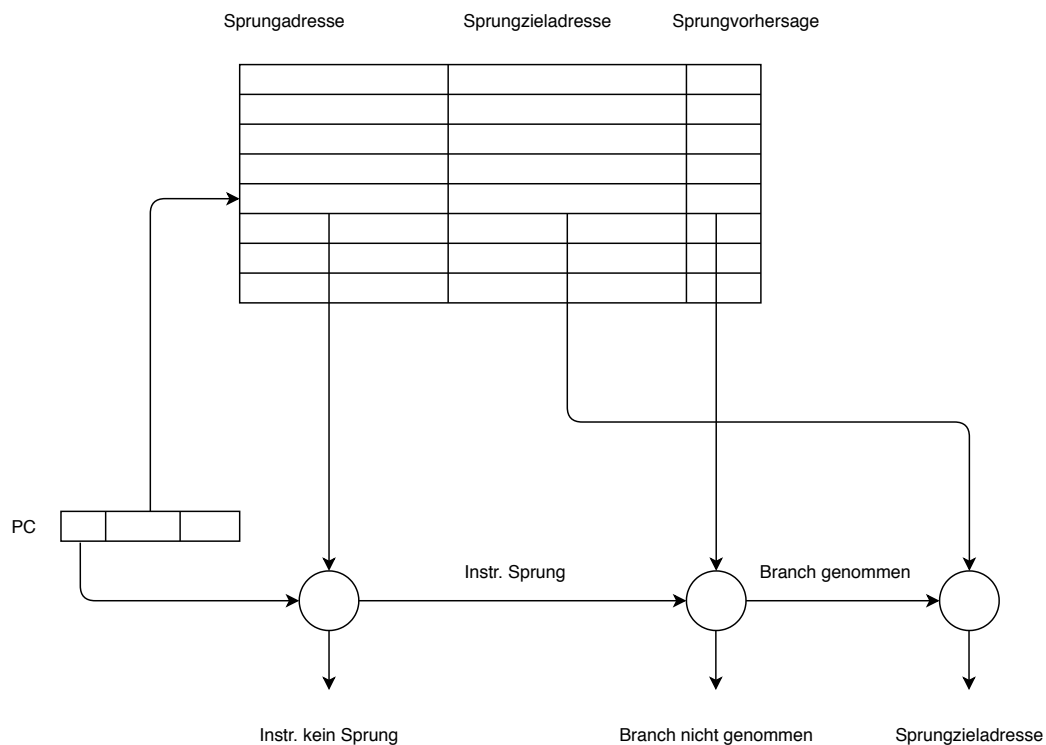 Sprungadresse
Sprungzieladresse
Sprungvorhersage
PC
Instr. Sprung
Branch genommen
Instr. kein Sprung
Branch nicht genommen
Sprungzieladresse